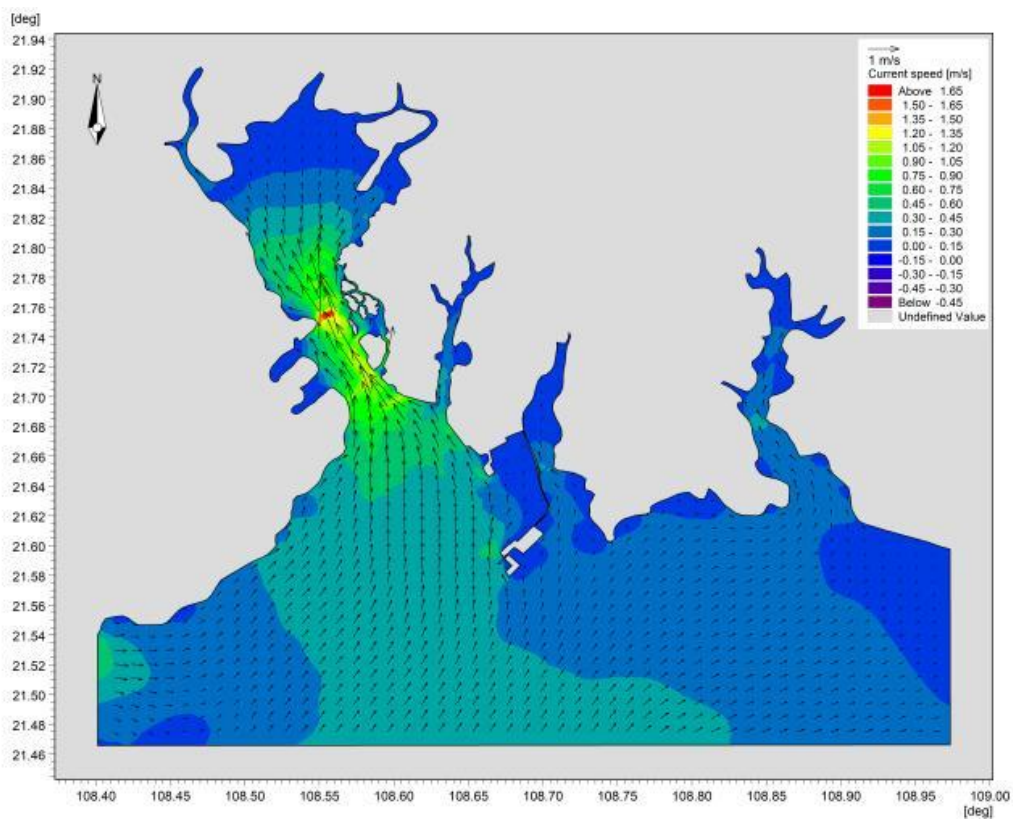 [deg]
21.94
21.92
21.90
21.88
21.86
21.84
21.82
21.80
21.78
21.76
21.74
21.72
21.70
21.68
21.66
21.64
21.62
21.60
21.58
21.56
21.54
21.52
21.50
21.48
21.46
N
1 m/s
Current speed [m/s]
Above 1.65
1.50 - 1.65
1.35 - 1.50
1.20 - 1.35
1.05 - 1.20
0.90 - 1.05
0.75 - 0.90
0.60 - 0.75
0.45 - 0.60
0.30 - 0.45
0.15 - 0.30
0.00 - 0.15
-0.15 - 0.00
-0.30 - -0.15
-0.45 - -0.30
Below -0.45
Undefined Value
108.40 108.45 108.50 108.55 108.60 108.65 108.70 108.75 108.80 108.85 108.90 108.95 109.00
[deg]